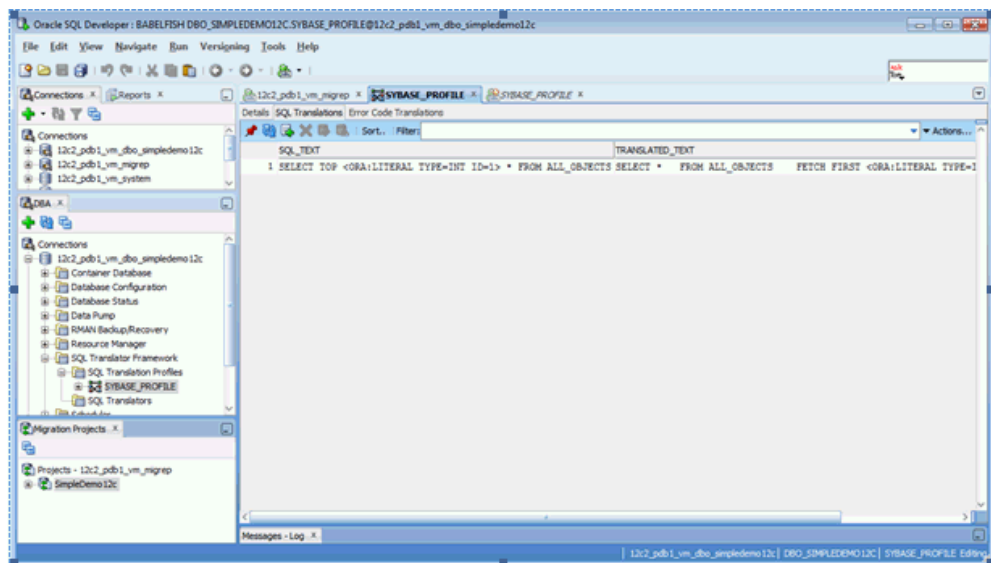 Oracle SQL Developer : BABELFISH DBO_SIMPLEDEMO12C.SYBASE_PROFILE@12c2_pdb1_vm_dbo_simpledemo12c
File Edit View Navigate Run Versioning Tools Help
Connections Reports
12c2_pdb1_vm_migrep SYBASE_PROFILE SYBASE_PROFILE
Details SQL Translations Error Code Translations
Sort.. Filter: Actions...
SQL_TEXT TRANSLATED_TEXT
1 SELECT TOP <ORA:LITERAL TYPE=INT ID=1> * FROM ALL_OBJECTS SELECT * FROM ALL_OBJECTS FETCH FIRST <ORA:LITERAL TYPE=I
Connections
12c2_pdb1_vm_dbo_simpledemo12c
12c2_pdb1_vm_migrep
12c2_pdb1_vm_system
DBA
Connections
12c2_pdb1_vm_dbo_simpledemo12c
Container Database
Database Configuration
Database Status
Data Pump
RMAN Backup/Recovery
Resource Manager
SQL Translator Framework
SQL Translation Profiles
SYBASE_PROFILE
SQL Translators
Migration Projects
Projects - 12c2_pdb1_vm_migrep
SimpleDemo12c
Messages - Log
12c2_pdb1_vm_dbo_simpledemo12c DBO_SIMPLEDEMO12C SYBASE_PROFILE Editing